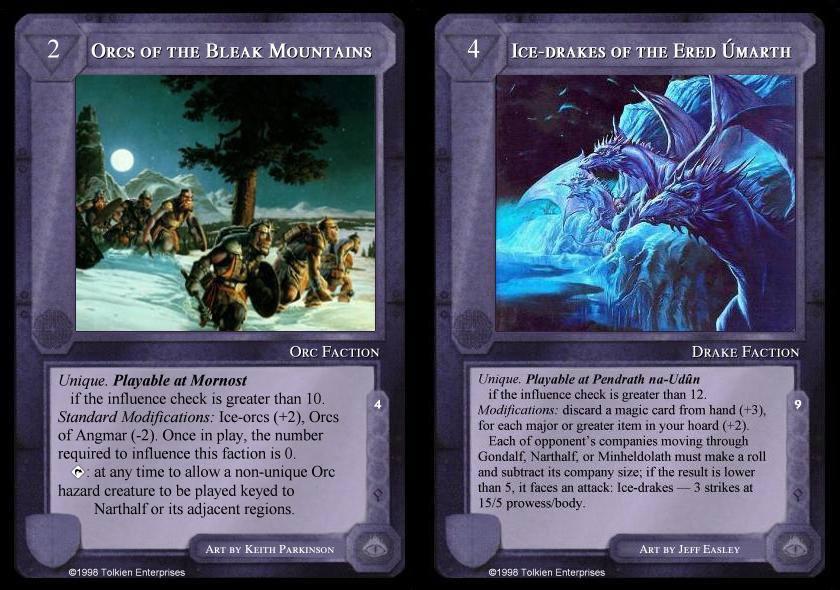 2
ORCS OF THE BLEAK MOUNTAINS
ORC FACTION
Unique. Playable at Mornost
if the influence check is greater than 10.
Standard Modifications: Ice-orcs (+2), Orcs
of Angmar (-2). Once in play, the number
required to influence this faction is 0.
: at any time to allow a non-unique Orc
hazard creature to be played keyed to
Narthalf or its adjacent regions.
4
ART BY KEITH PARKINSON
©1998 Tolkien Enterprises
4
ICE-DRAKES OF THE ERED ÚMARTH
DRAKE FACTION
Unique. Playable at Pendrath na-Udûn
if the influence check is greater than 12.
Modifications: discard a magic card from hand (+3),
for each major or greater item in your hoard (+2).
Each of opponent's companies moving through
Gondalf, Narthalf, or Minheldolath must make a roll
and subtract its company size; if the result is lower
than 5, it faces an attack: Ice-drakes — 3 strikes at
15/5 prowess/body.
9
ART BY JEFF EASLEY
©1998 Tolkien Enterprises